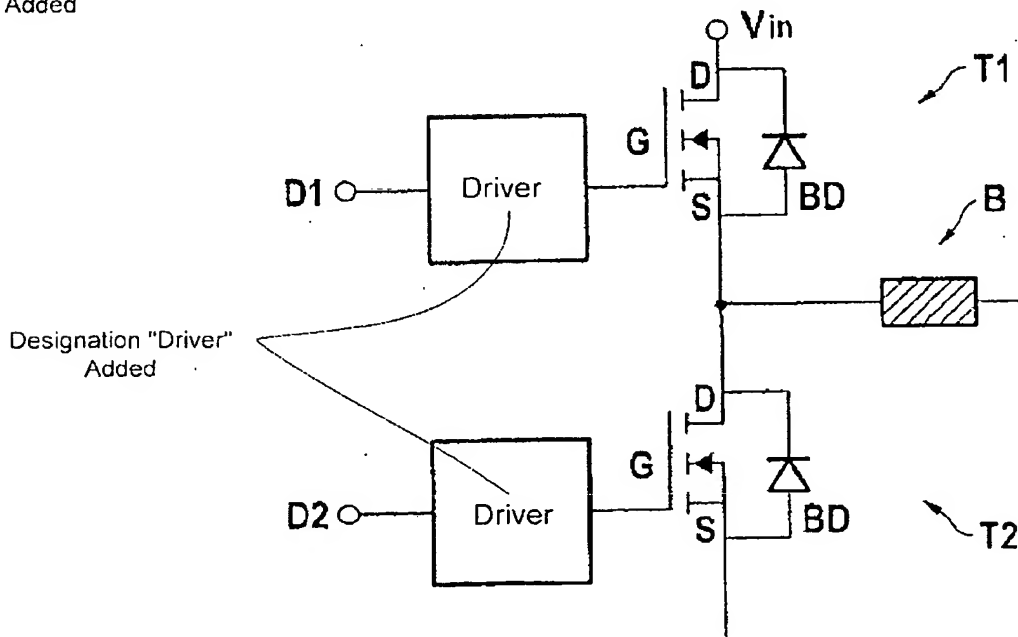 Added
Vin
D
T1
G
Driver
D1
S
BD
B
Designation "Driver"
Added
D
G
Driver
D2
S
BD
T2